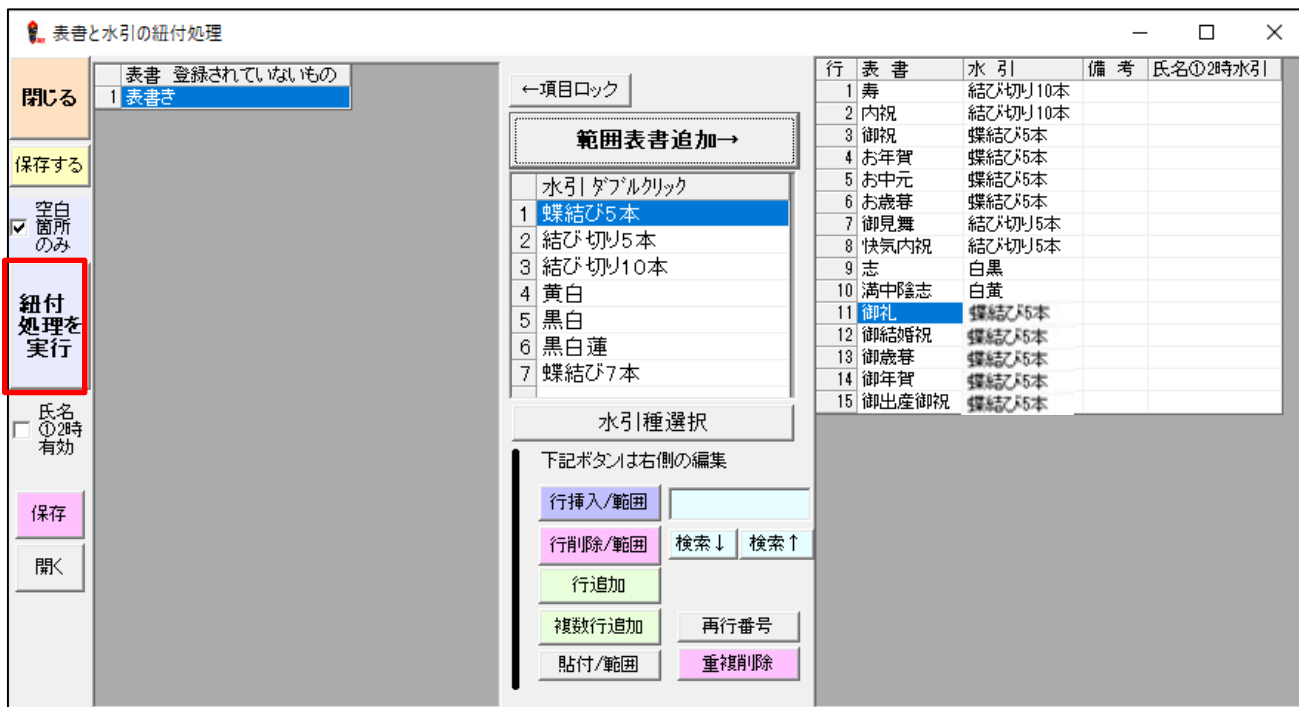 表書と水引の紐付処理
閉じる
保存する
空白
箇所
のみ
紐付
処理を
実行
氏名
①2時
有効
保存
開く
表書 登録されていないもの
1 表書き
←項目ロック
範囲表書追加→
水引 ダブルクリック
1 蝶結び5本
2 結び切り5本
3 結び切り10本
4 黄白
5 黒白
6 黒白蓮
7 蝶結び7本
水引種選択
下記ボタンは右側の編集
行挿入/範囲
行削除/範囲 検索↓ 検索↑
行追加
複数行追加 再行番号
貼付/範囲 重複削除
行 表 書 水 引 備 考 氏名①2時水引
1 寿 結び切り10本
2 内祝 結び切り10本
3 御祝 蝶結び5本
4 お年賀 蝶結び5本
5 お中元 蝶結び5本
6 お歳暮 蝶結び5本
7 御見舞 結び切り5本
8 快気内祝 結び切り5本
9 志 白黒
10 満中陰志 白黄
11 御礼 蝶結び5本
12 御結婚祝 蝶結び5本
13 御歳暮 蝶結び5本
14 御年賀 蝶結び5本
15 御出産御祝 蝶結び5本